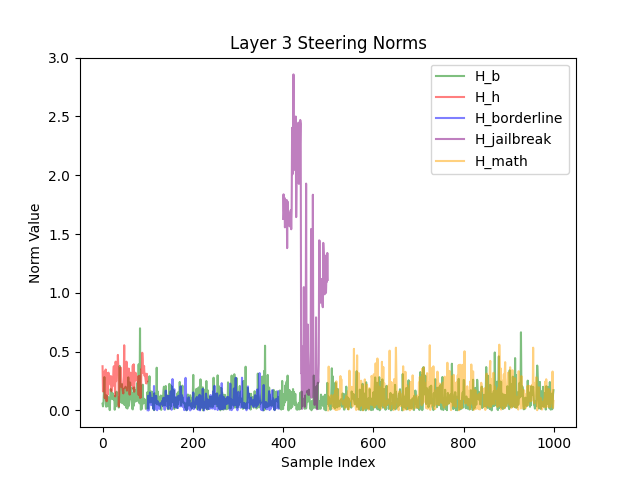 Layer 3 Steering Norms
3.0
2.5
2.0
1.5
1.0
0.5
0.0
Norm Value
H_b
H_h
H_borderline
H_jailbreak
H_math
0
200
400
600
800
1000
Sample Index